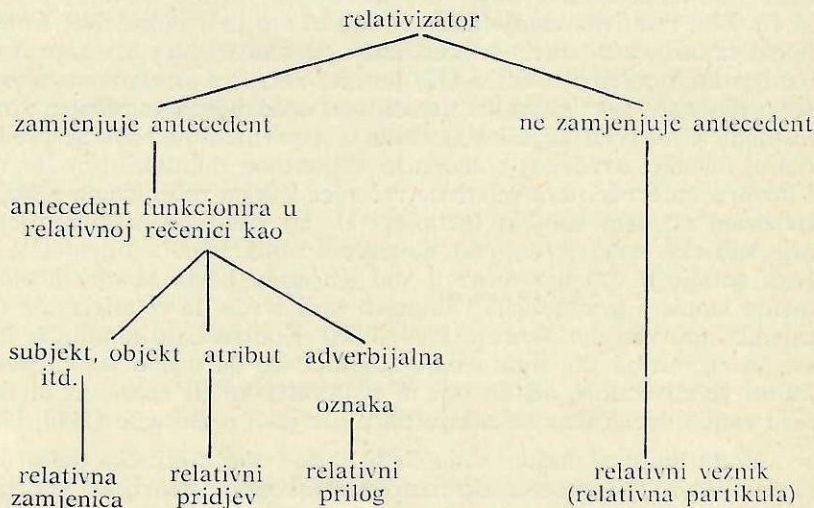 relativizator
zamjenjuje antecedent
ne zamjenjuje antecedent
antecedent funkcionira u
relativnoj rečenici kao
subjekt, objekt
itd.
atribut
adverbijalna
oznaka
relativna
zamjenica
relativni
pridjev
relativni
prilog
relativni veznik
(relativna partikula)